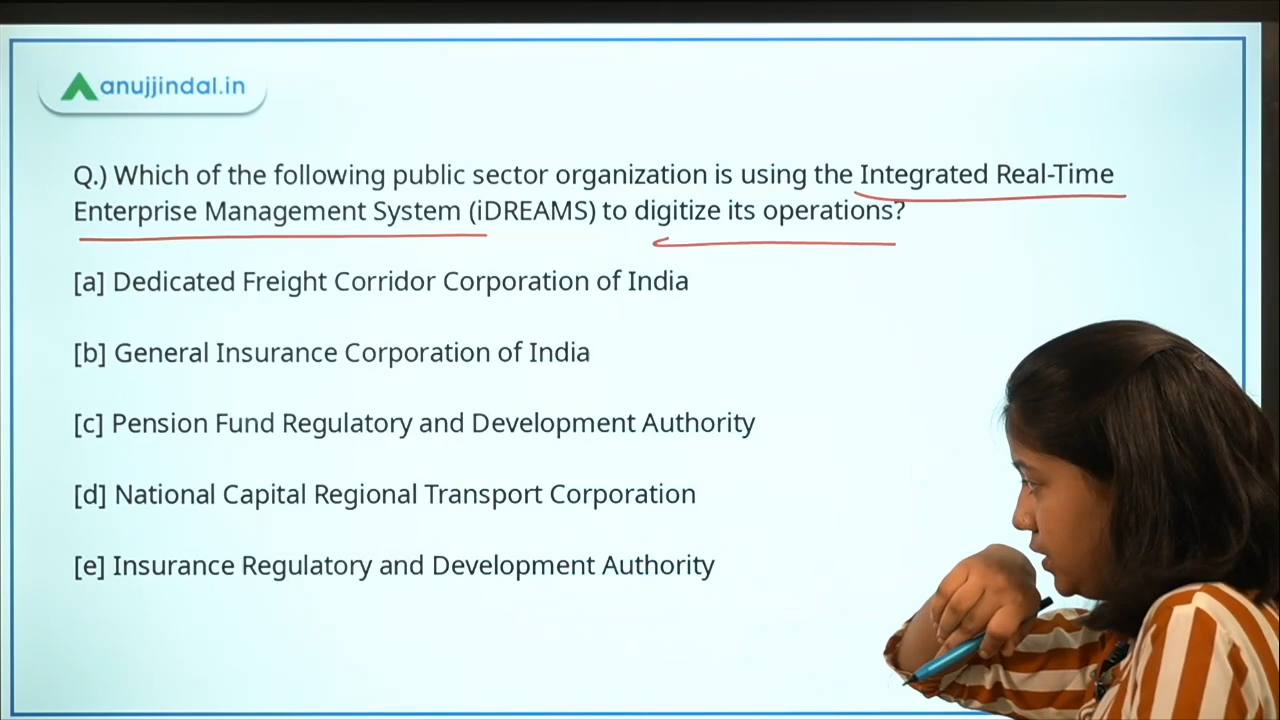 anujjindal.in
Q.) Which of the following public sector organization is using the Integrated Real-Time
Enterprise Management System (iDREAMS) to digitize its operations?
[a] Dedicated Freight Corridor Corporation of India
[b] General Insurance Corporation of India
[c] Pension Fund Regulatory and Development Authority
[d] National Capital Regional Transport Corporation
[e] Insurance Regulatory and Development Authority